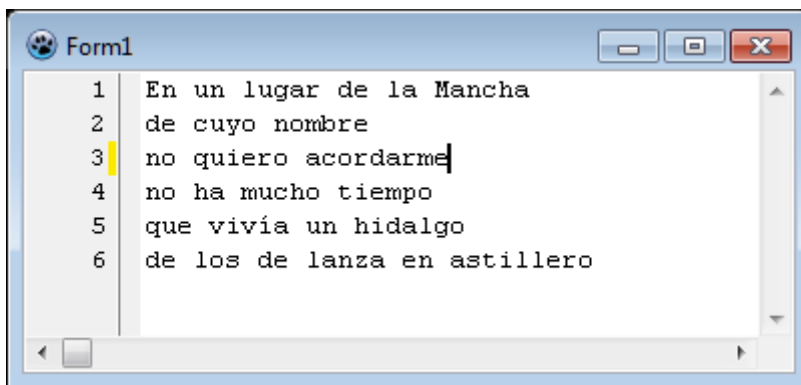 Form1
1 En un lugar de la Mancha
2 de cuyo nombre
3 no quiero acordarme
4 no ha mucho tiempo
5 que vivía un hidalgo
6 de los de lanza en astillero